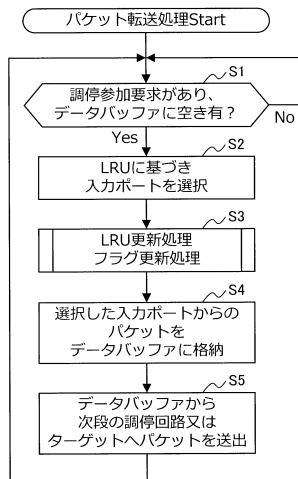 パケット転送処理Start
S1
調停参加要求があり、
データバッファに空き有？
No
Yes
S2
LRUに基づき
入力ポートを選択
S3
LRU更新処理
フラグ更新処理
S4
選択した入力ポートからの
パケットを
データバッファに格納
S5
データバッファから
次段の調停回路又は
ターゲットへパケットを送出